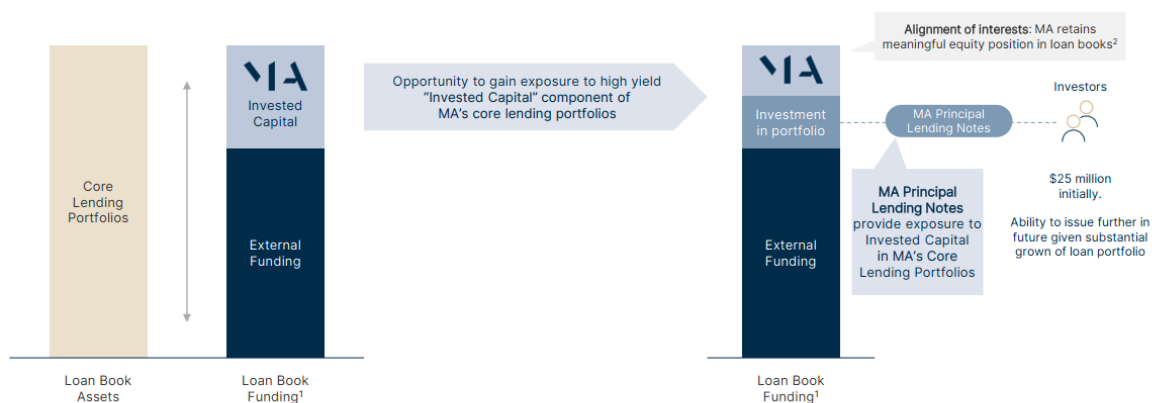 Core
Lending
Portfolios
MA
Invested
Capital
External
Funding
Loan Book
Assets
Loan Book
Funding¹
Opportunity to gain exposure to high yield
“Invested Capital” component of
MA’s core lending portfolios
MA
Investment
in portfolio
External
Funding
Loan Book
Funding¹
Alignment of interests: MA retains
meaningful equity position in loan books²
MA Principal
Lending Notes
MA Principal
Lending Notes
provide exposure to
Invested Capital
in MA’s Core
Lending Portfolios
Investors
$25 million
initially.
Ability to issue further in
future given substantial
grown of loan portfolio